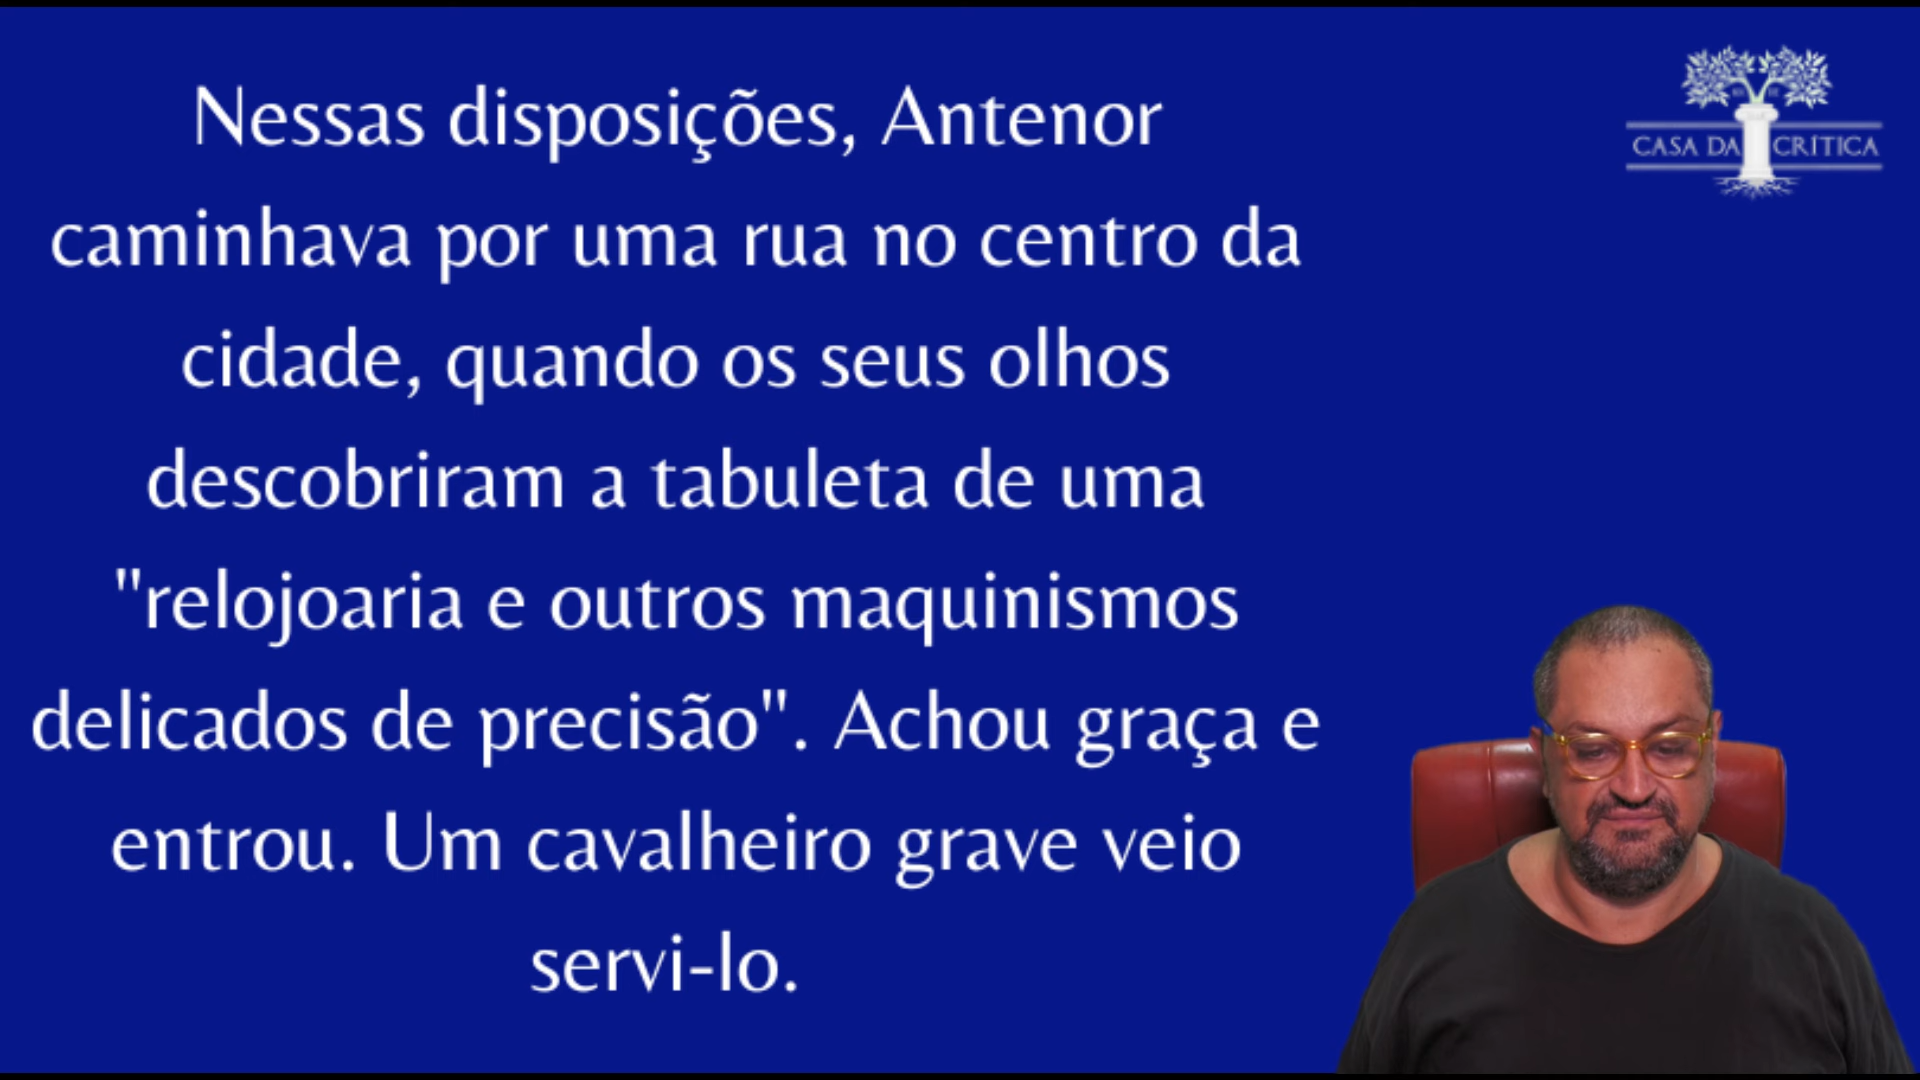 Nessas disposições, Antenor
caminhava por uma rua no centro da
cidade, quando os seus olhos
descobriram a tabuleta de uma
"relojoaria e outros maquinismos
delicados de precisão". Achou graça e
entrou. Um cavalheiro grave veio
servi-lo.
CASA DA CRÍTICA